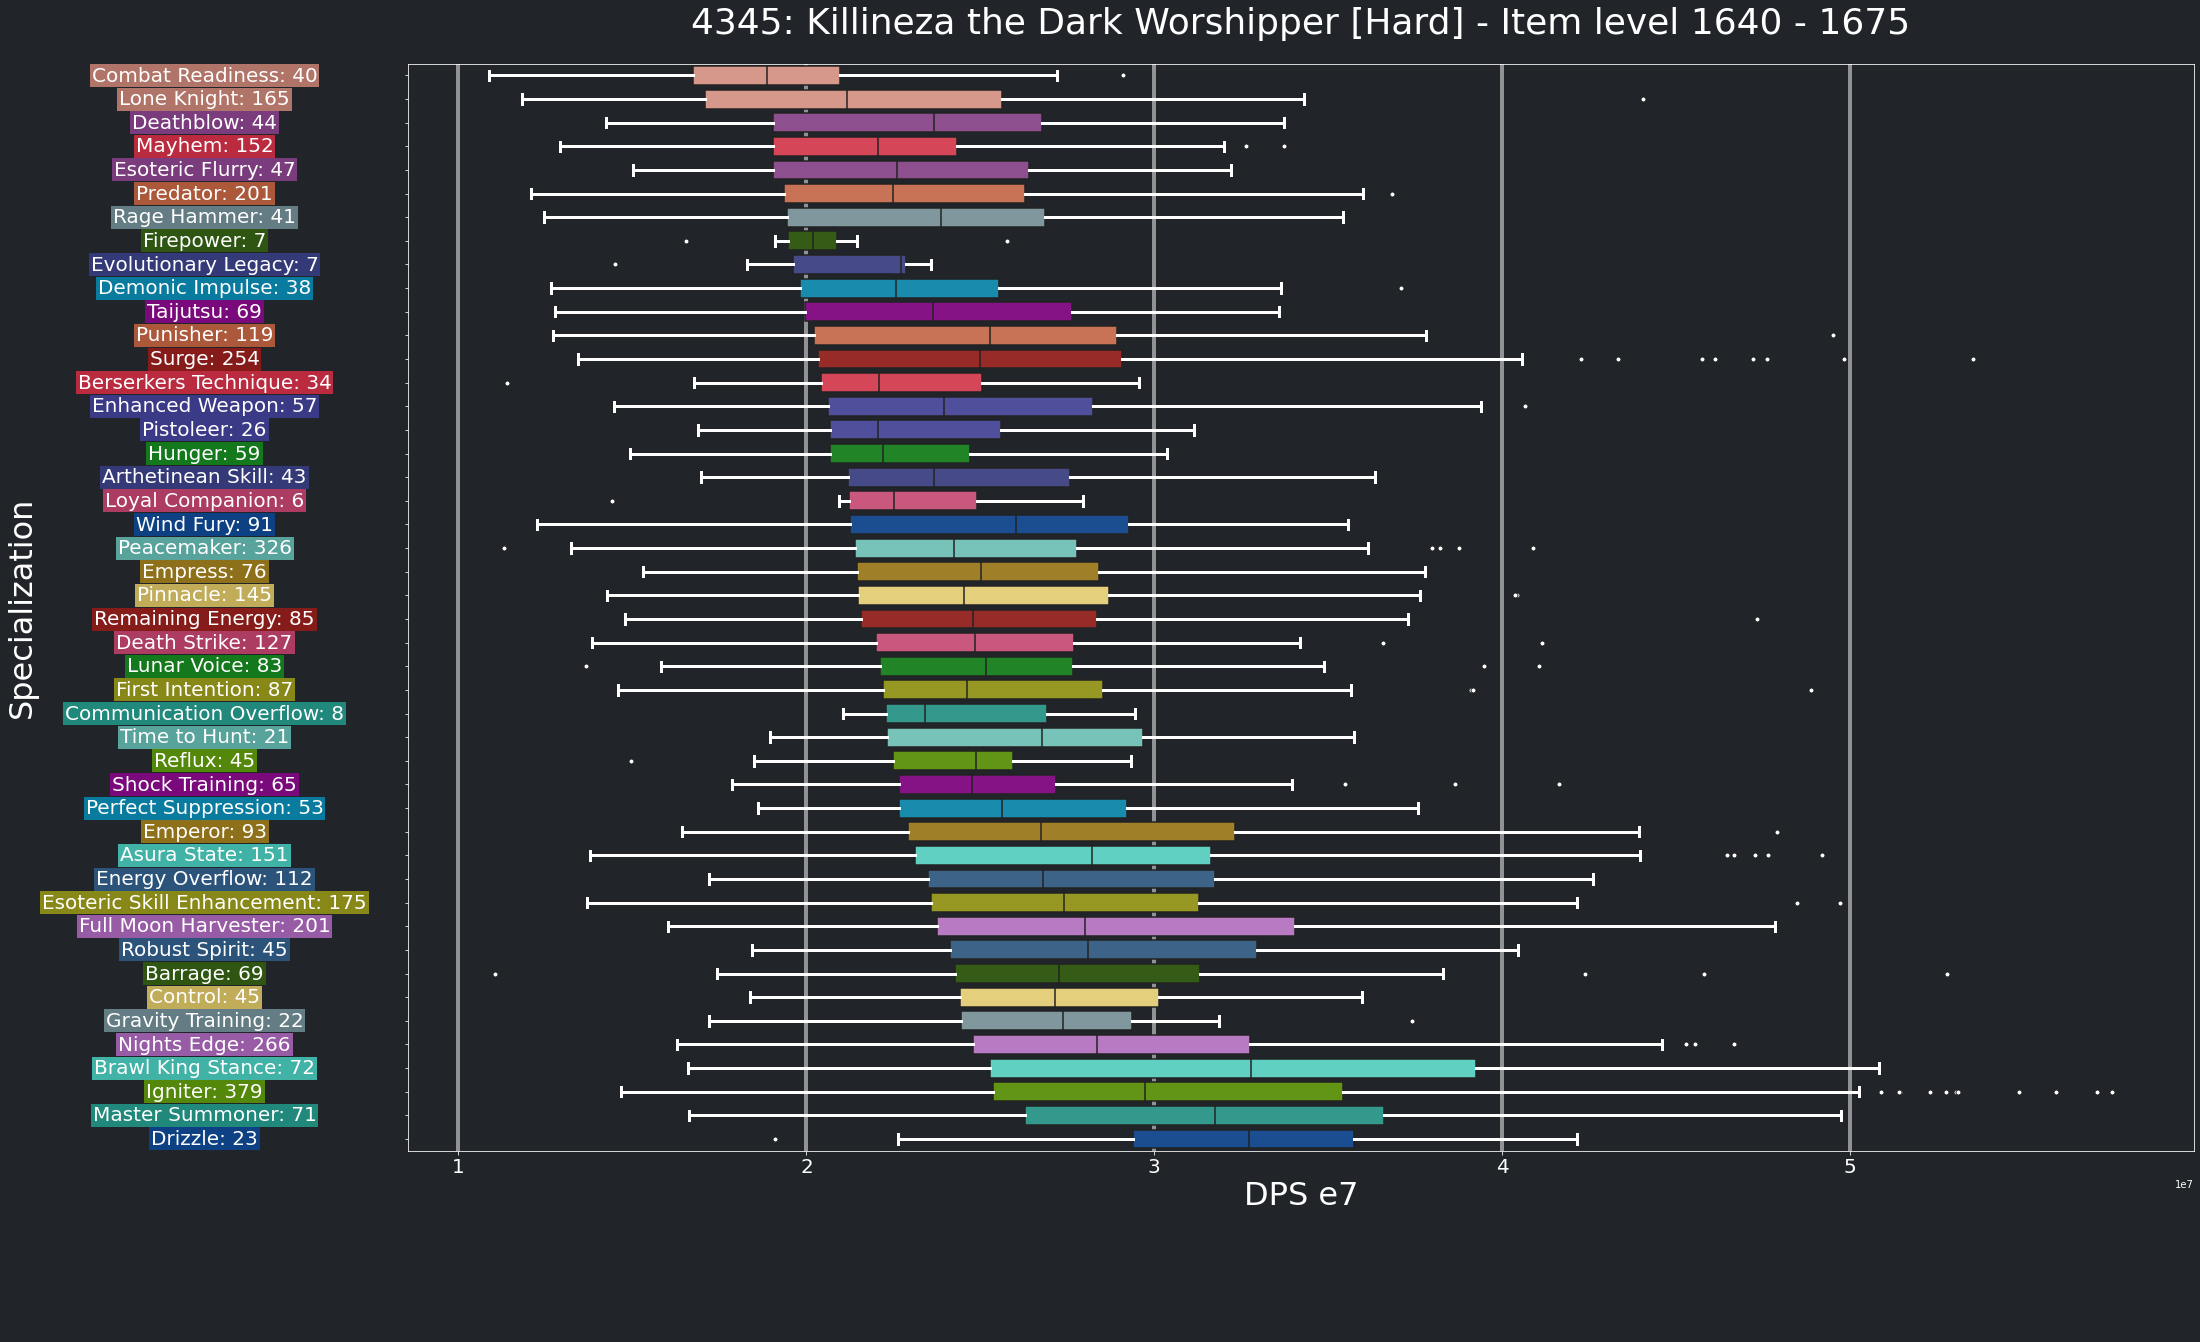 4345: Killineza the Dark Worshipper [Hard] - Item level 1640 - 1675
Specialization
Combat Readiness: 40
Lone Knight: 165
Deathblow: 44
Mayhem: 152
Esoteric Flurry: 47
Predator: 201
Rage Hammer: 41
Firepower: 7
Evolutionary Legacy: 7
Demonic Impulse: 38
Taijutsu: 69
Punisher: 119
Surge: 254
Berserkers Technique: 34
Enhanced Weapon: 57
Pistoleer: 26
Hunger: 59
Arthetinean Skill: 43
Loyal Companion: 6
Wind Fury: 91
Peacemaker: 326
Empress: 76
Pinnacle: 145
Remaining Energy: 85
Death Strike: 127
Lunar Voice: 83
First Intention: 87
Communication Overflow: 8
Time to Hunt: 21
Reflux: 45
Shock Training: 65
Perfect Suppression: 53
Emperor: 93
Asura State: 151
Energy Overflow: 112
Esoteric Skill Enhancement: 175
Full Moon Harvester: 201
Robust Spirit: 45
Barrage: 69
Control: 45
Gravity Training: 22
Nights Edge: 266
Brawl King Stance: 72
Igniter: 379
Master Summoner: 71
Drizzle: 23
1 2 3 4 5
1e7
DPS e7